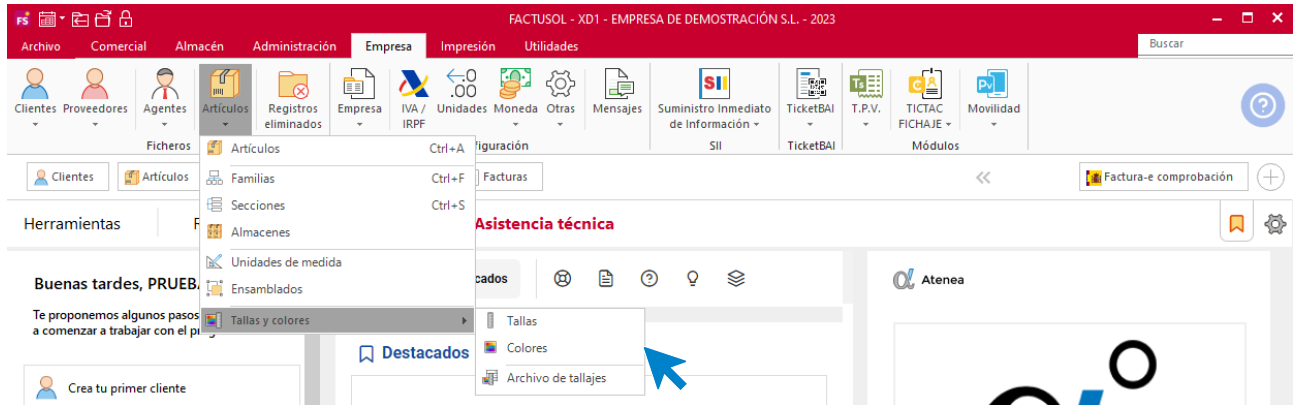 FS
FACTUSOL - XD1 - EMPRESA DE DEMOSTRACIÓN S.L. - 2023
Archivo Comercial Almacén Administración Empresa Impresión Utilidades Buscar
Clientes Proveedores Agentes Artículos Registros eliminados Empresa IVA / IRPF Unidades Moneda Otras Mensajes Suministro Inmediato de Información TicketBAI T.P.V. TICTAC FICHAJE Movilidad
Ficheros SII TicketBAI Módulos
Clientes Artículos Facturas Factura-e comprobación
Herramientas Asistencia técnica
Artículos Ctrl+A
Familias Ctrl+F
Secciones Ctrl+S
Almacenes
Unidades de medida
Ensamblados
Tallas y colores
Tallas
Colores
Archivo de tallajes
Buenas tardes, PRUEB
Te proponemos algunos pasos
a comenzar a trabajar con el p
Crea tu primer cliente
Destacados
Atenea